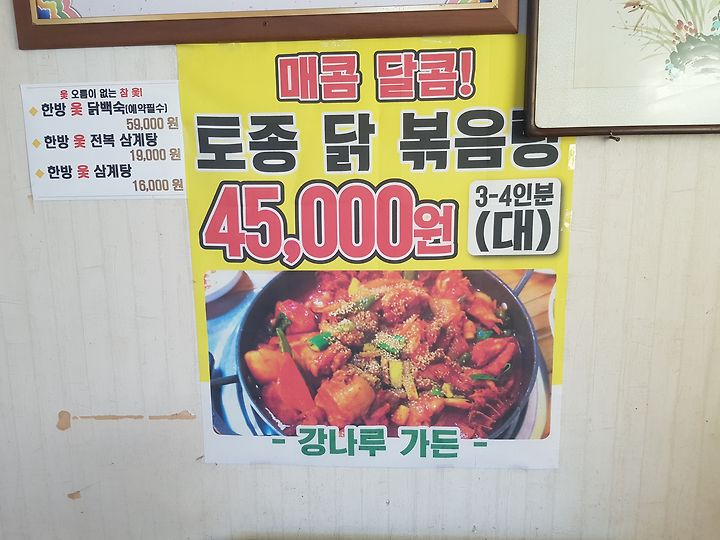 옻 오름이 없는 참 옻!
한방 옻 닭백숙(예약필수)
59,000 원
한방 옻 전복 삼계탕
19,000 원
한방 옻 삼계탕
16,000 원
매콤 달콤!
토종 닭 볶음탕
45,000원
3-4인분
(대)
- 강나루 가든 -